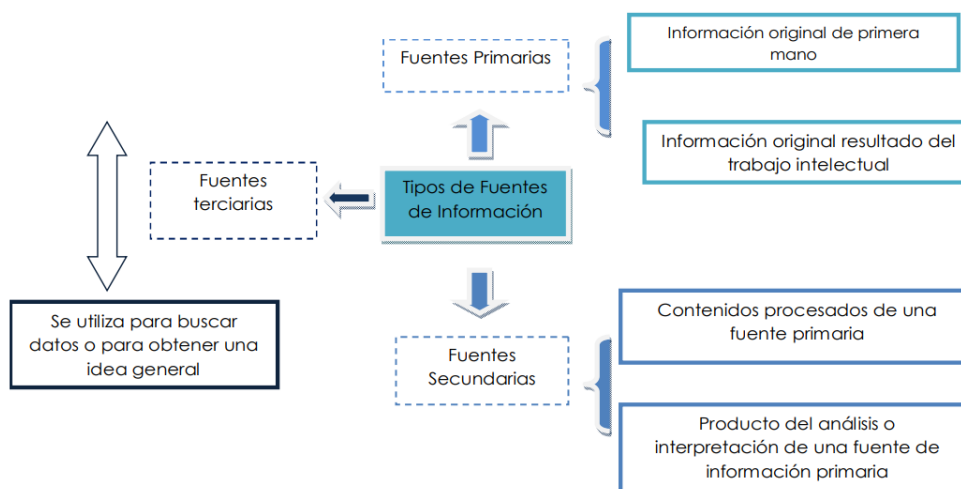 Fuentes Primarias
Información original de primera
mano
Información original resultado del
trabajo intelectual
Fuentes
terciarias
Tipos de Fuentes
de Información
Se utiliza para buscar
datos o para obtener una
idea general
Fuentes
Secundarias
Contenidos procesados de una
fuente primaria
Producto del análisis o
interpretación de una fuente de
información primaria